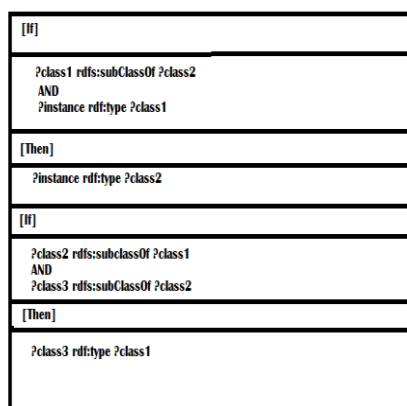 [If]
?class1 rdfs:subClassOf ?class2
AND
?instance rdf:type ?class1
[Then]
?instance rdf:type ?class2
[If]
?class2 rdfs:subclassOf ?class1
AND
?class3 rdfs:subClassOf ?class2
[Then]
?class3 rdf:type ?class1